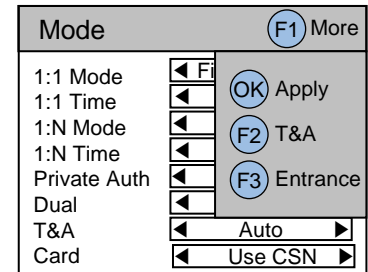 Mode F1 More
1:1 Mode ◀ Fi
1:1 Time ◀ OK Apply
1:N Mode ◀
1:N Time ◀ F2 T&A
Private Auth ◀ F3 Entrance
Dual ◀
T&A ◀ Auto ▶
Card ◀ Use CSN ▶